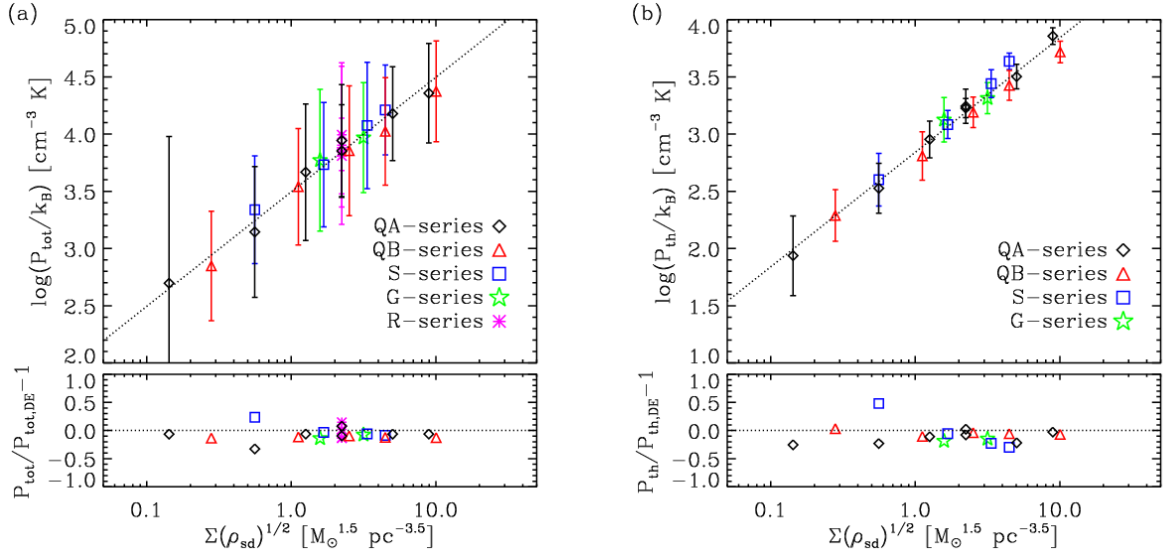 (a)
log(P_tot/k_B) [cm^-3 K]
5.0
4.5
4.0
3.5
3.0
2.5
2.0
QA-series
QB-series
S-series
G-series
R-series
P_tot/P_tot,DE-1
1.0
0.5
0.0
-0.5
-1.0
0.1 1.0 10.0
Σ(ρ_sd)^1/2 [M_⊙^1.5 pc^-3.5]
(b)
log(P_th/k_B) [cm^-3 K]
4.0
3.5
3.0
2.5
2.0
1.5
1.0
QA-series
QB-series
S-series
G-series
P_th/P_th,DE-1
1.0
0.5
0.0
-0.5
-1.0
0.1 1.0 10.0
Σ(ρ_sd)^1/2 [M_⊙^1.5 pc^-3.5]